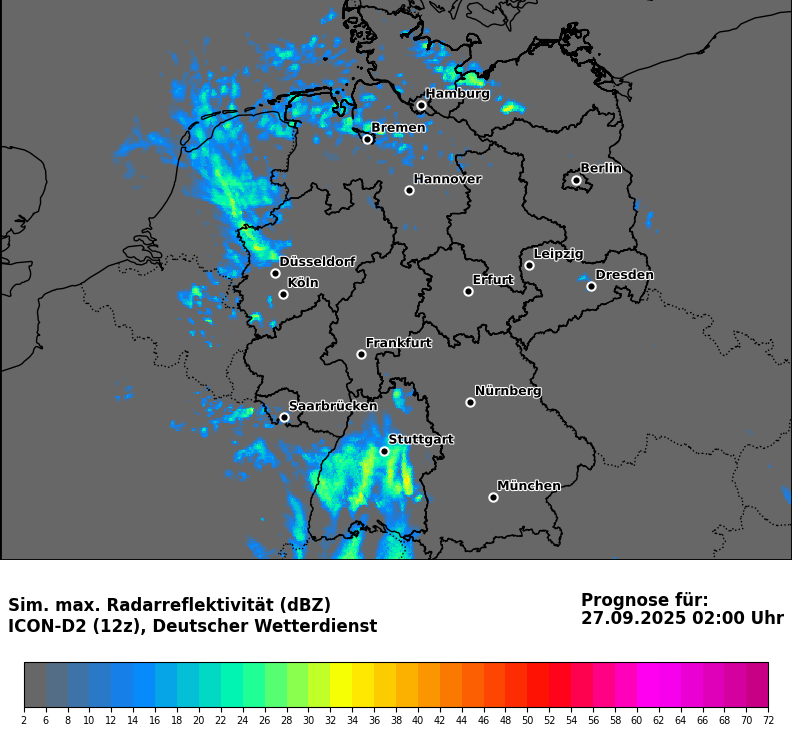 Hamburg
Bremen
Berlin
Hannover
Leipzig
Düsseldorf
Dresden
Köln
Erfurt
Frankfurt
Nürnberg
Saarbrücken
Stuttgart
München
Prognose für:
Sim. max. Radarreflektivität (dBZ)
27.09.2025 02:00 Uhr
ICON-D2 (12z), Deutscher Wetterdienst
2 6 8 10 12 14 16 18 20 22 24 26 28 30 32 34 36 38 40 42 44 46 48 50 52 54 56 58 60 62 64 66 68 70 72